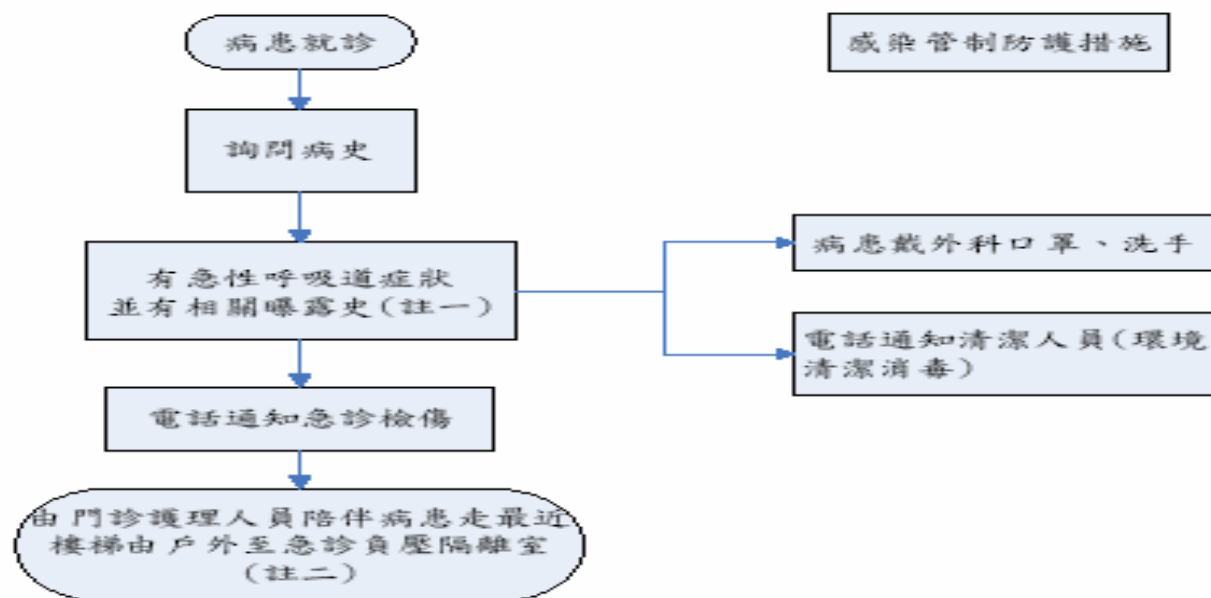 病患就診
感染管制防護措施
詢問病史
有急性呼吸道症狀
並有相關曝露史(註一)
病患戴外科口罩、洗手
電話通知清潔人員(環境
清潔消毒)
電話通知急診檢傷
由門診護理人員陪伴病患走最近
樓梯由戶外至急診負壓隔離室
(註二)